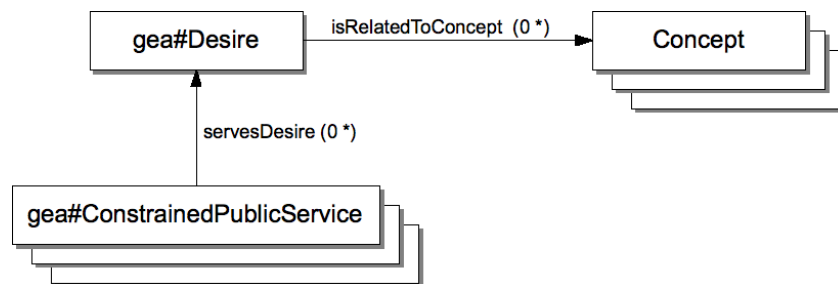 gea#Desire
isRelatedToConcept (0 *)
Concept
servesDesire (0 *)
gea#ConstrainedPublicService